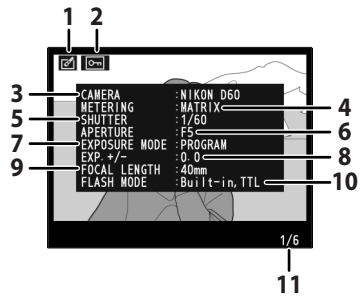 1 2
3 CAMERA :NIKON D60
METERING :MATRIX 4
5 SHUTTER :1/60
APERTURE :F5 6
7 EXPOSURE MODE :PROGRAM
EXP.+/- :0.0 8
9 FOCAL LENGTH :40mm
FLASH MODE :Built-in,TTL 10
1/6
11